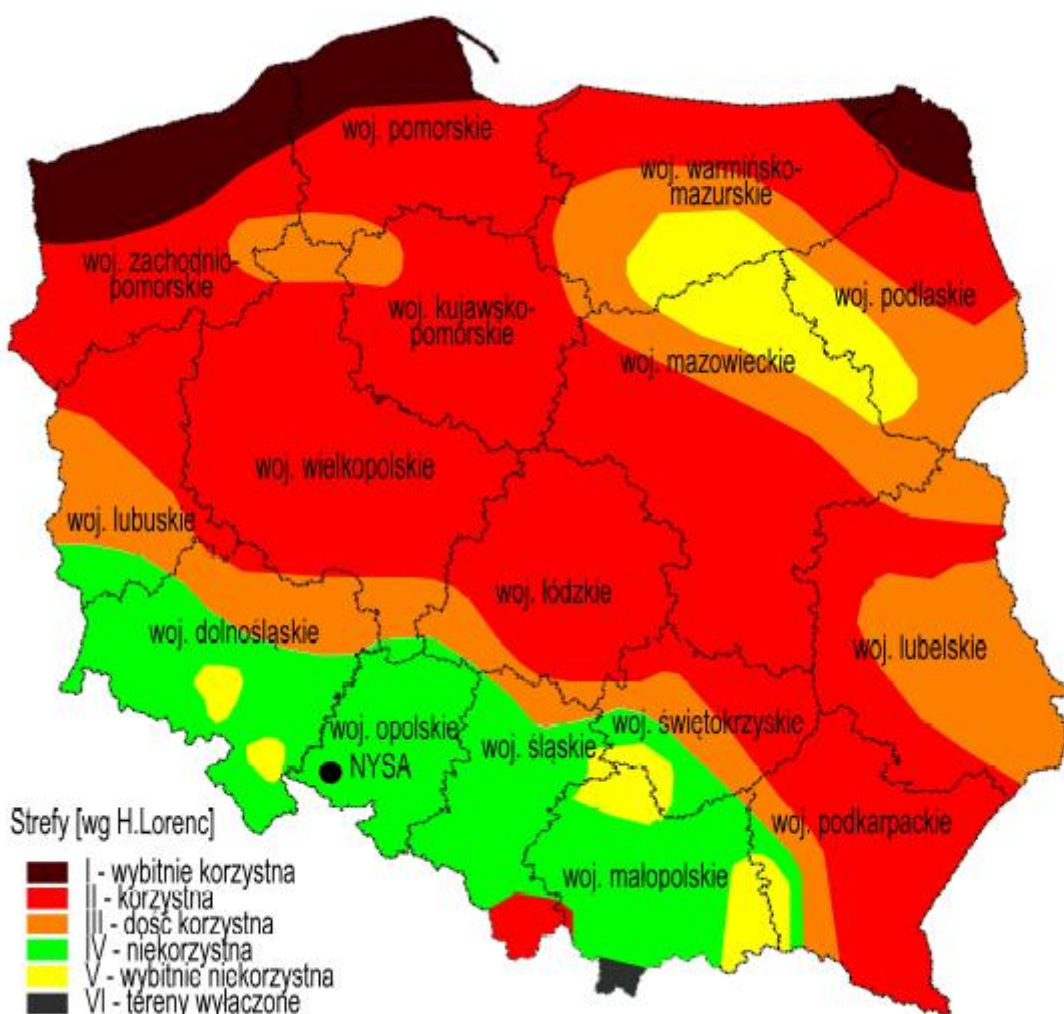 woj. pomorskie
woj. warmińsko-
mazurskie
woj. zachodnio-
pomorskie
woj. podlaskie
woj. kujawsko-
pomorskie
woj. mazowieckie
woj. wielkopolskie
woj. lubuskie
woj. łódzkie
woj. dolnośląskie
woj. lubelskie
woj. opolskie
woj. śląskie
woj. świętokrzyskie
NYSA
woj. podkarpackie
woj. małopolskie
Strefy [wg H.Lorenc]
I - wybitnie korzystna
II - korzystna
III - dość korzystna
IV - niekorzystna
V - wybitnie niekorzystna
VI - tereny wyłączone